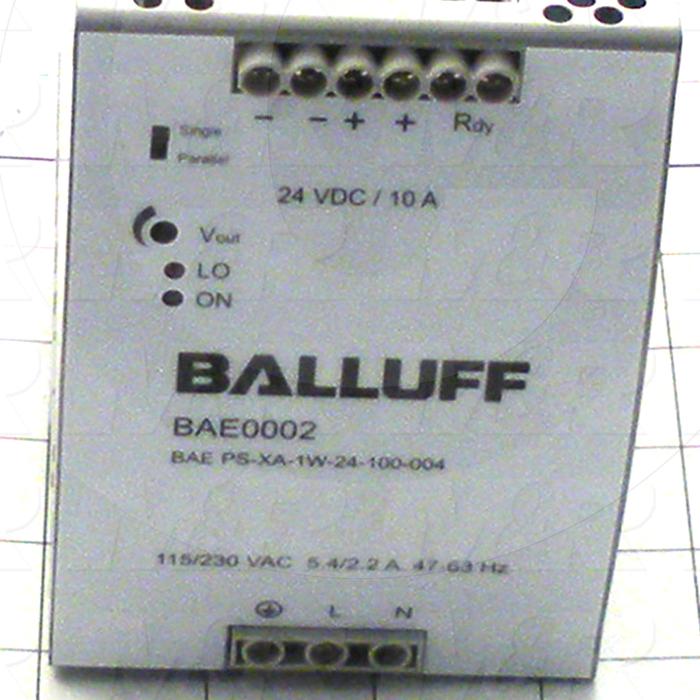 − − + + Rdy
Single
Parallel
24 VDC / 10 A
Vout
LO
ON
BALLUFF
BAE0002
BAE PS-XA-1W-24-100-004
115/230 VAC 5.4/2.2 A 47-63 Hz
L N